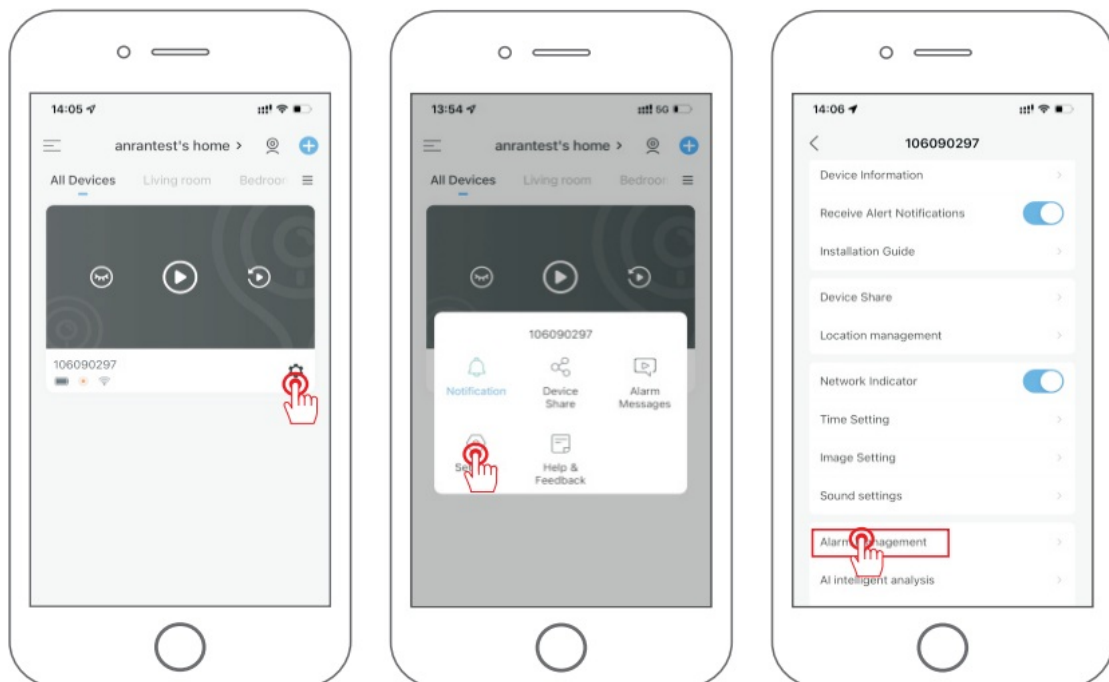 14:05
anrantest's home >
All Devices Living room Bedroor
106090297
13:54
5G
anrantest's home >
All Devices Living room Bedroor
106090297
Notification
Device
Share
Alarm
Messages
Help &
Feedback
14:06
106090297
Device Information
Receive Alert Notifications
Installation Guide
Device Share
Location management
Network Indicator
Time Setting
Image Setting
Sound settings
AI intelligent analysis